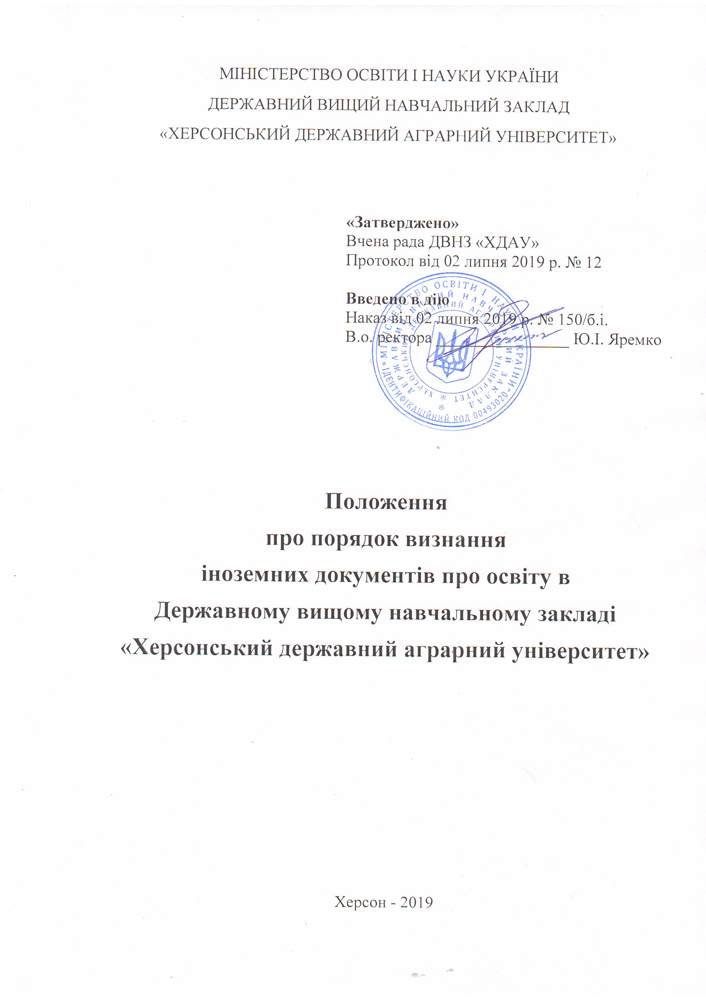 МІНІСТЕРСТВО ОСВІТИ І НАУКИ УКРАЇНИ
ДЕРЖАВНИЙ ВИЩИЙ НАВЧАЛЬНИЙ ЗАКЛАД
«ХЕРСОНСЬКИЙ ДЕРЖАВНИЙ АГРАРНИЙ УНІВЕРСИТЕТ»
«Затверджено»
Вчена рада ДВНЗ «ХДАУ»
Протокол від 02 липня 2019 р. № 12
Введено в дію
Наказ від 02 липня 2019 р. № 150/б.і.
В.о. ректора ________________ Ю.І. Яремко
*МІНІСТЕРСТВО ОСВІТИ І НАУКИ УКРАЇНИ*
ІДЕНТИФІКАЦІЙНИЙ КОД 00493020
ДЕРЖАВНИЙ ВИЩИЙ НАВЧАЛЬНИЙ ЗАКЛАД *
ХЕРСОНСЬКИЙ ДЕРЖАВНИЙ АГРАРНИЙ УНІВЕРСИТЕТ *
Положення
про порядок визнання
іноземних документів про освіту в
Державному вищому навчальному закладі
«Херсонський державний аграрний університет»
Херсон - 2019